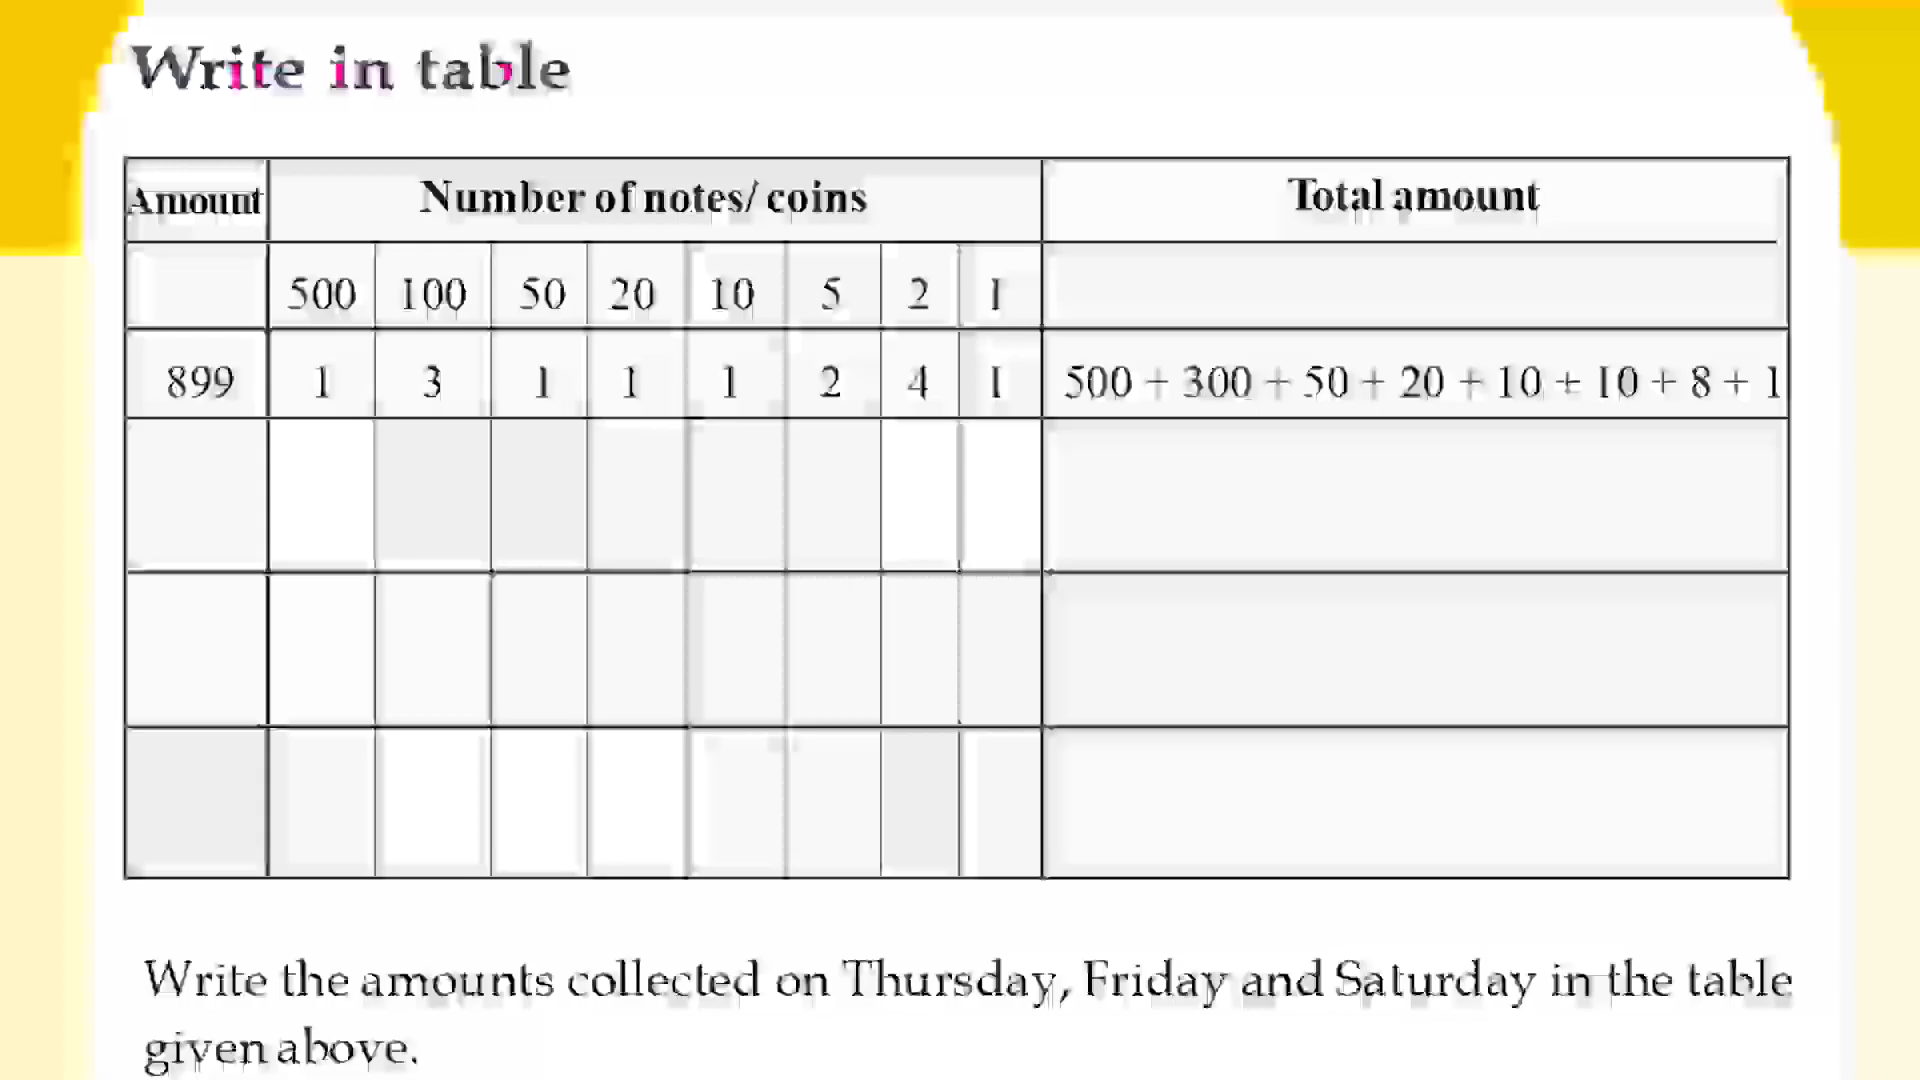 Write in table
Amount Number of notes/ coins Total amount
500 100 50 20 10 5 2 1
899 1 3 1 1 1 2 4 1 500 + 300 + 50 + 20 + 10 + 10 + 8 + 1
Write the amounts collected on Thursday, Friday and Saturday in the table
given above.